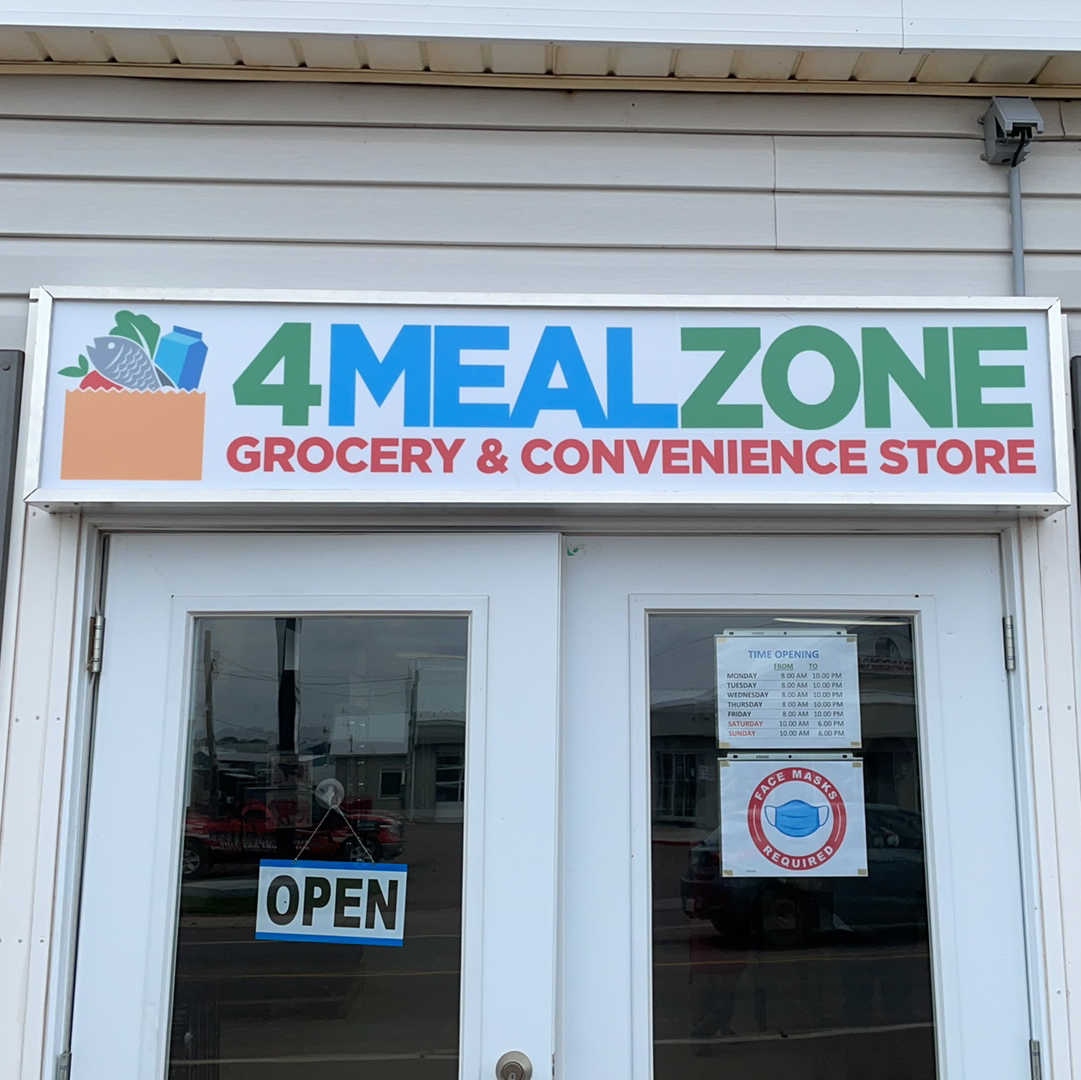 4MEALZONE
GROCERY & CONVENIENCE STORE
TIME OPENING
FROM TO
MONDAY 8.00 AM 10.00 PM
TUESDAY 8.00 AM 10.00 PM
WEDNESDAY 8.00 AM 10.00 PM
THURSDAY 8.00 AM 10.00 PM
FRIDAY 8.00 AM 10.00 PM
SATURDAY 10.00 AM 6.00 PM
SUNDAY 10.00 AM 6.00 PM
FACE MASKS
REQUIRED
OPEN